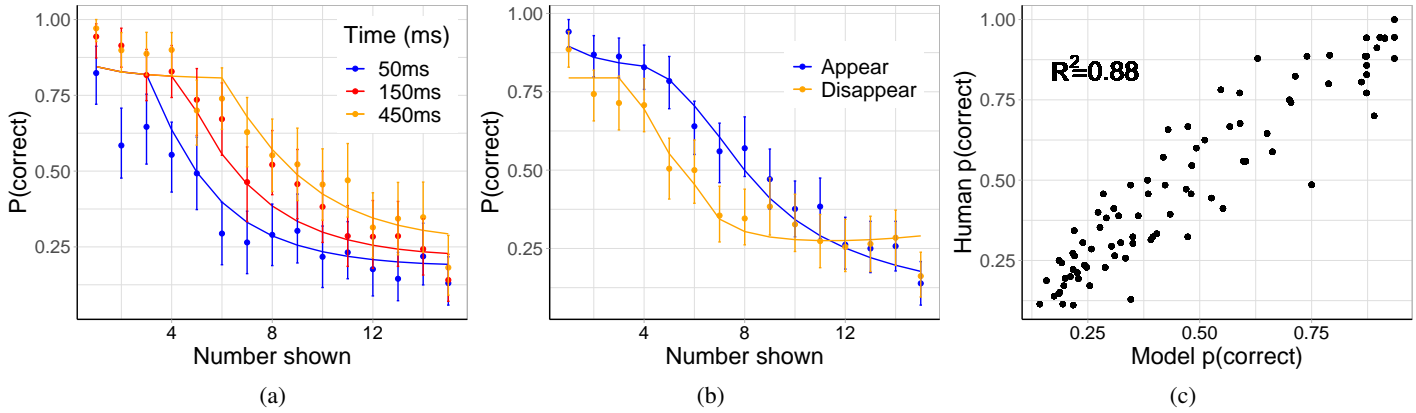 1.00
0.75
0.50
0.25
P(correct)
4
8
12
Number shown
Time (ms)
50ms
150ms
450ms
(a)
1.00
0.75
0.50
0.25
P(correct)
4
8
12
Number shown
Appear
Disappear
(b)
1.00
0.75
0.50
0.25
Human p(correct)
R²=0.88
0.25
0.50
0.75
Model p(correct)
(c)